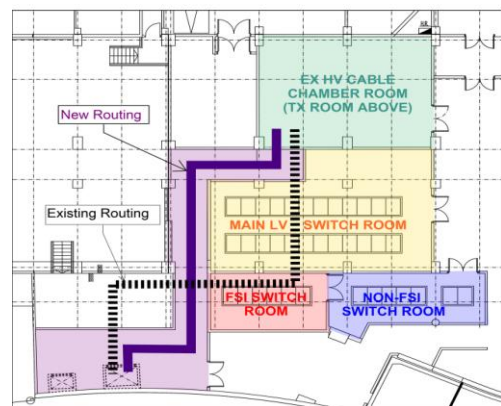 EX HV CABLE
CHAMBER ROOM
(TX ROOM ABOVE)
New Routing
Existing Routing
MAIN LV SWITCH ROOM
FSI SWITCH
ROOM
NON-FSI
SWITCH ROOM